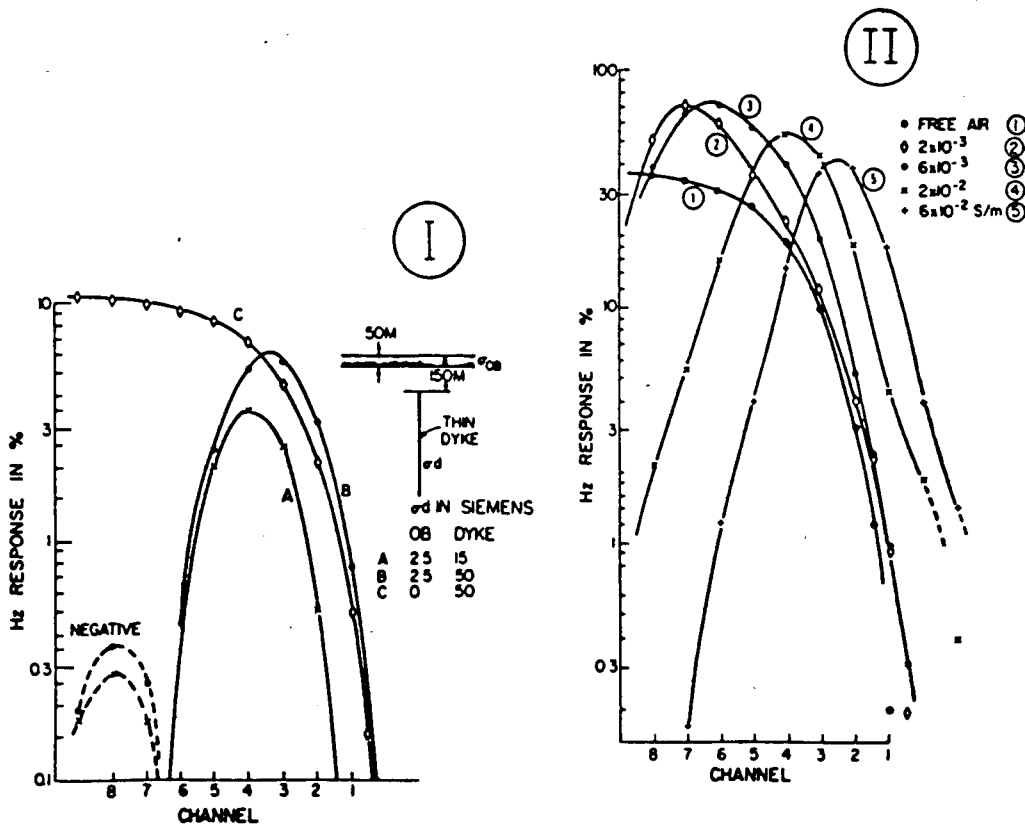 I
10
3
1
0.3
0.1
Hz RESPONSE IN %
C
B
A
NEGATIVE
8 7 6 5 4 3 2 1
CHANNEL
50M
σOB
150M
THIN
DYKE
σd
σd IN SIEMENS
OB DYKE
A 25 15
B 25 50
C 0 50
II
100
30
10
3
1
0.3
Hz RESPONSE IN %
1
2
3
4
5
• FREE AIR ①
◊ 2x10⁻³ ②
• 6x10⁻³ ③
x 2x10⁻² ④
+ 6x10⁻² S/m ⑤
8 7 6 5 4 3 2 1
CHANNEL